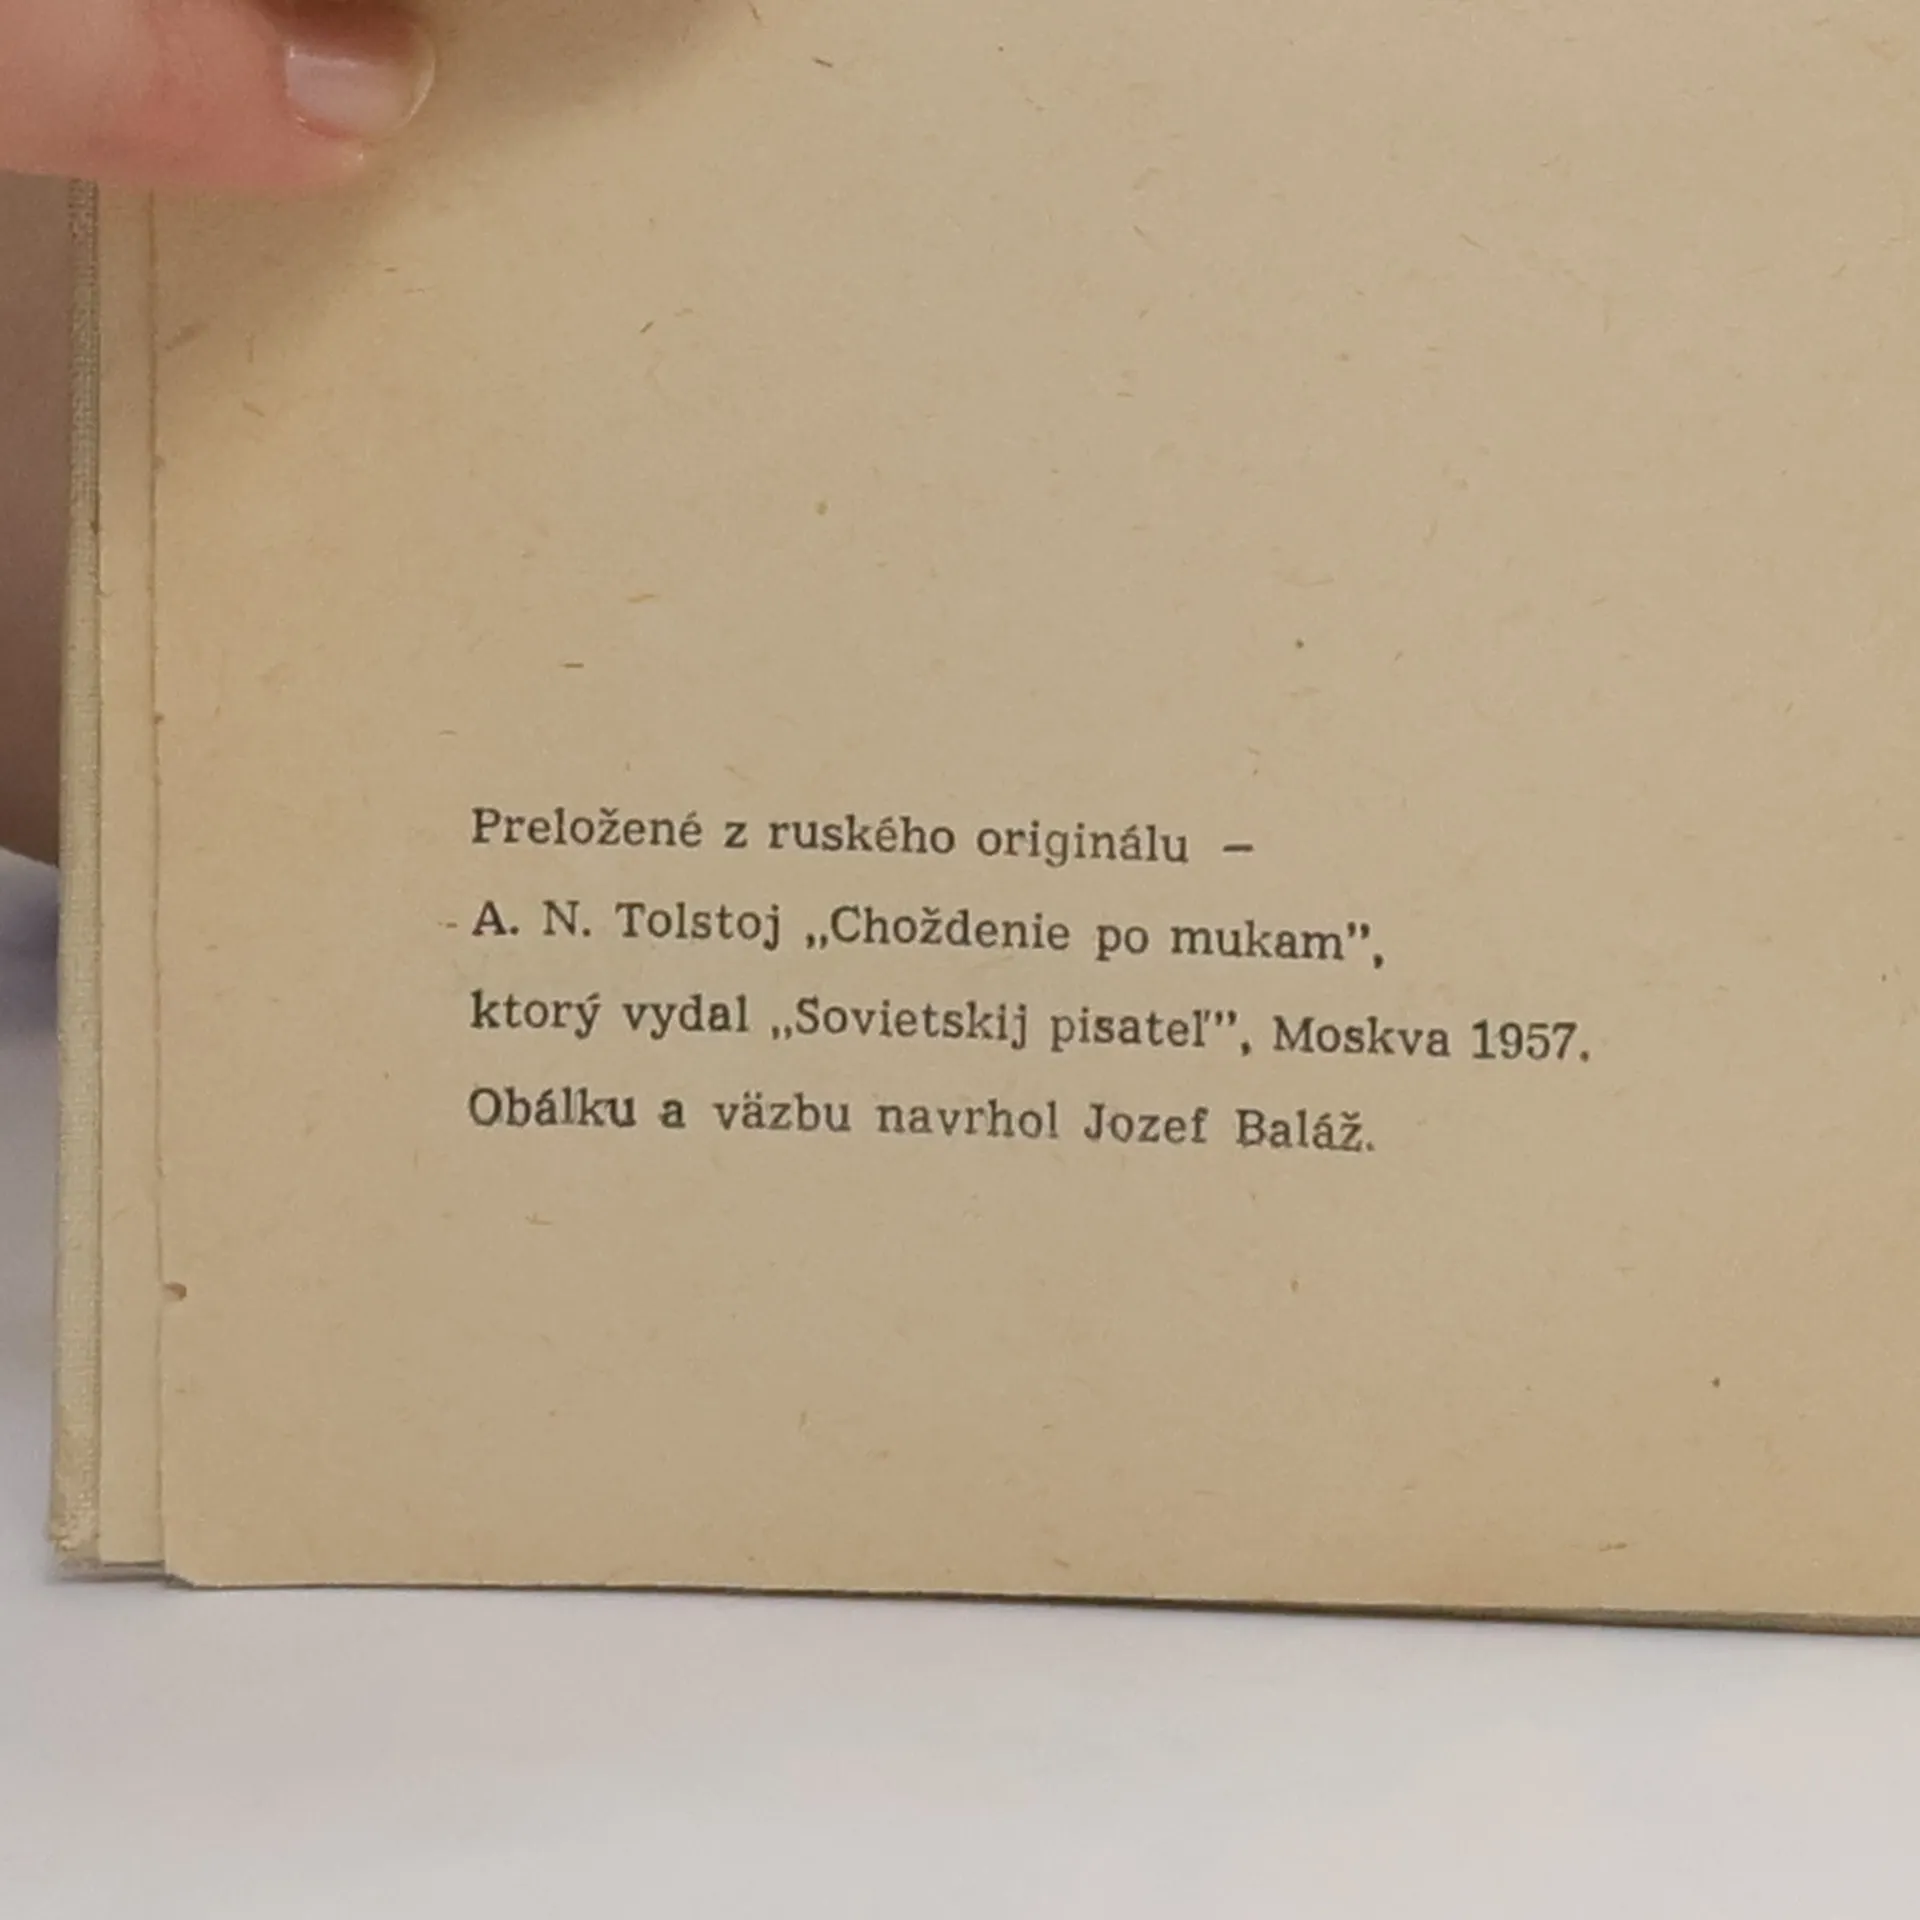 Preložené z ruského originálu –
A. N. Tolstoj „Choždenie po mukam”,
ktorý vydal „Sovietskij pisateľ”, Moskva 1957.
Obálku a väzbu navrhol Jozef Baláž.